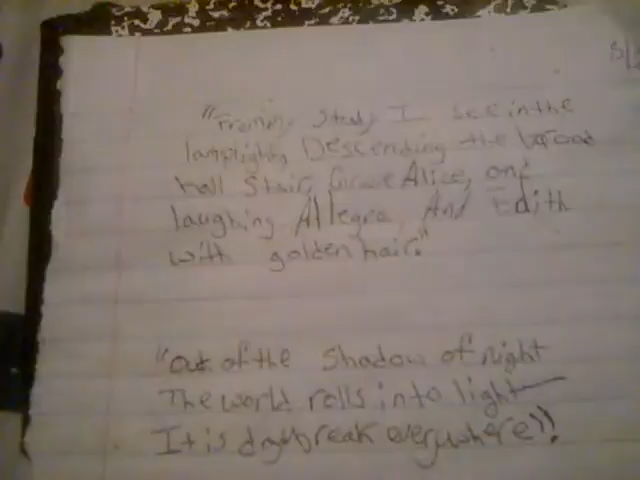 "From my study I see in the
lamplight, Descending the broad
hall stair, Grave Alice, and
laughing Allegra, And Edith
with golden hair."
"out of the shadow of night
The world rolls into light—
It is daybreak everywhere"!